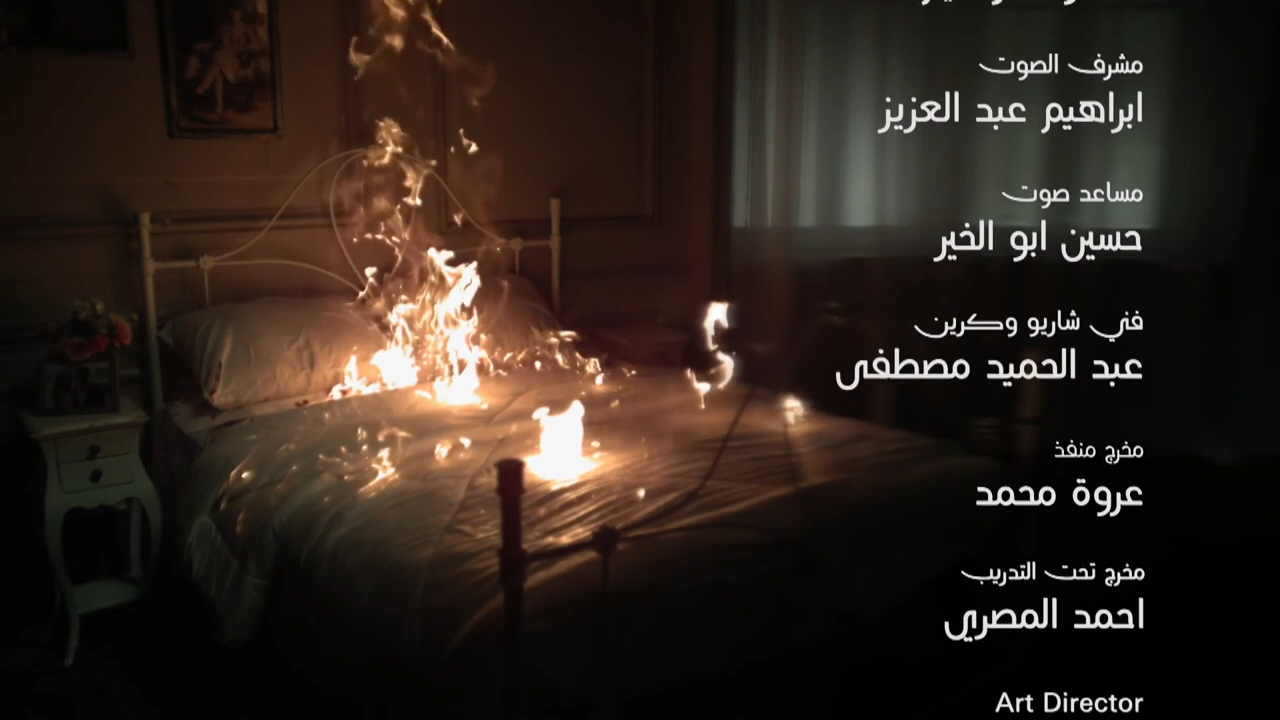 مشرف الصوت
ابراهيم عبد العزيز
مساعد صوت
حسين ابو الخير
فني شاريو وكرين
عبد الحميد مصطفى
مخرج منفذ
عروة محمد
مخرج تحت التدريب
احمد المصري
Art Director